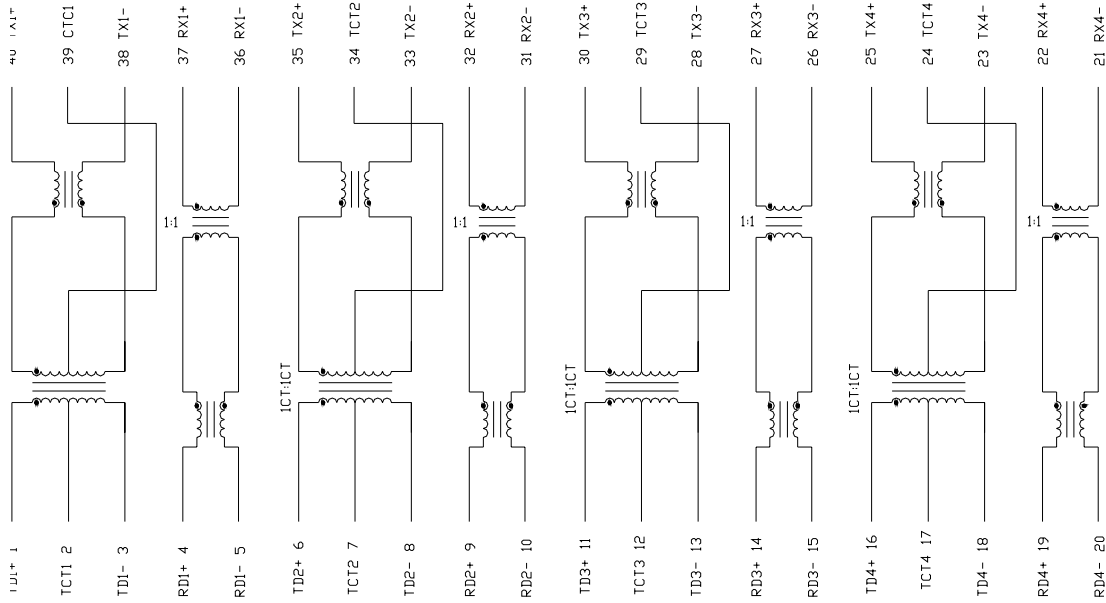 39 CTC1
38 TX1-
37 RX1+
36 RX1-
35 TX2+
34 TCT2
33 TX2-
32 RX2+
31 RX2-
30 TX3+
29 TCT3
28 TX3-
27 RX3+
26 RX3-
25 TX4+
24 TCT4
23 TX4-
22 RX4+
21 RX4-
1:1
1:1
1:1
1:1
1CT:1CT
1CT:1CT
1CT:1CT
TCT1 2
TD1- 3
RD1+ 4
RD1- 5
TD2+ 6
TCT2 7
TD2- 8
RD2+ 9
RD2- 10
TD3+ 11
TCT3 12
TD3- 13
RD3+ 14
RD3- 15
TD4+ 16
TCT4 17
TD4- 18
RD4+ 19
RD4- 20